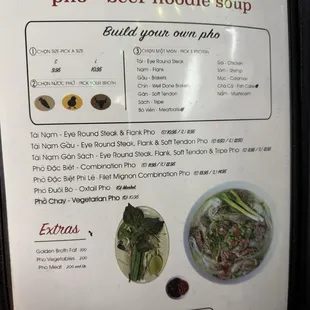 pho - beef noodle soup
Build your own pho
1 CHỌN SIZE-PICK A SIZE
2 CHỌN NƯỚC PHỞ - PICK YOUR BROTH
3 CHỌN MỘT MÓN - PICK 1 PROTEIN
Tái - Eye Round Steak
Nạm - Flank
Gầu - Briskets
Chín - Well Done Brisket
Gân - Soft Tendon
Sách - Tripe
Bò Viên - Meatballs
Gà - Chicken
Tôm - Shrimp
Mực - Calamari
Chả Cá - Fish Cake
Nấm - Mushroom
Tái Nạm - Eye Round Steak & Flank Pho
Tái Nạm Gầu - Eye Round Steak, Flank & Soft Tendon Pho
Tái Nạm Gân Sách - Eye Round Steak, Flank, Soft Tendon & Tripe Pho
Phở Đặc Biệt - Combination Pho
Phở Đặc Biệt Phi Lê - Filet Mignon Combination Pho
Phở Đuôi Bò - Oxtail Pho
Phở Chay - Vegetarian Pho
Extras
Golden Broth Fat
Pho Vegetables
Pho Meat